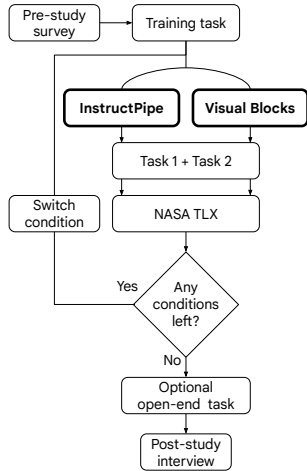 Pre-study
survey
Training task
InstructPipe
Visual Blocks
Task 1 + Task 2
Switch
condition
NASA TLX
Yes
Any
conditions
left?
No
Optional
open-end task
Post-study
interview